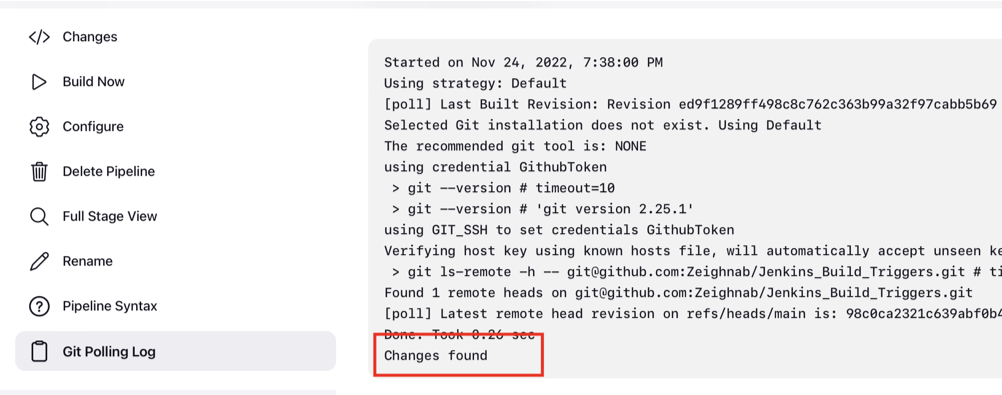 Changes
Build Now
Configure
Delete Pipeline
Full Stage View
Rename
Pipeline Syntax
Git Polling Log
Started on Nov 24, 2022, 7:38:00 PM
Using strategy: Default
[poll] Last Built Revision: Revision ed9f1289ff498c8c762c363b99a32f97cabb5b69
Selected Git installation does not exist. Using Default
The recommended git tool is: NONE
using credential GithubToken
> git --version # timeout=10
> git --version # 'git version 2.25.1'
using GIT_SSH to set credentials GithubToken
Verifying host key using known hosts file, will automatically accept unseen
> git ls-remote -h -- git@github.com:Zeighnab/Jenkins_Build_Triggers.git #
Found 1 remote heads on git@github.com:Zeighnab/Jenkins_Build_Triggers.git
[poll] Latest remote head revision on refs/heads/main is: 98c0ca2321c639abf0b4
Done. Took 0.26 sec
Changes found